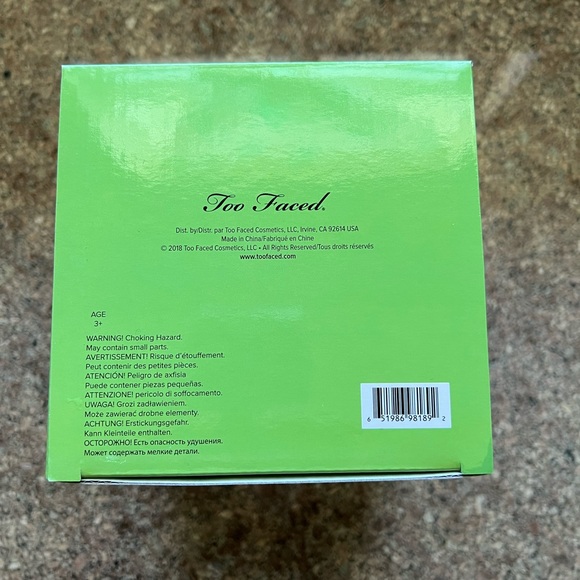 Too Faced.
Dist. by/Distr. par Too Faced Cosmetics, LLC, Irvine, CA 92614 USA
Made in China/Fabriqué en Chine
© 2018 Too Faced Cosmetics, LLC • All Rights Reserved/Tous droits réservés
www.toofaced.com
AGE
3+
WARNING! Choking Hazard.
May contain small parts.
AVERTISSEMENT! Risque d'étouffement.
Peut contenir des petites pièces.
ATENCIÓN! Peligro de axfisia
Puede contener piezas pequeñas.
ATTENZIONE! pericolo di soffocamento.
UWAGA! Grozi zadławieniem.
Może zawierać drobne elementy.
ACHTUNG! Erstickungsgefahr.
Kann Kleinteile enthalten.
ОСТОРОЖНО! Есть опасность удушения.
Может содержать мелкие детали.
6 51986 98189 2